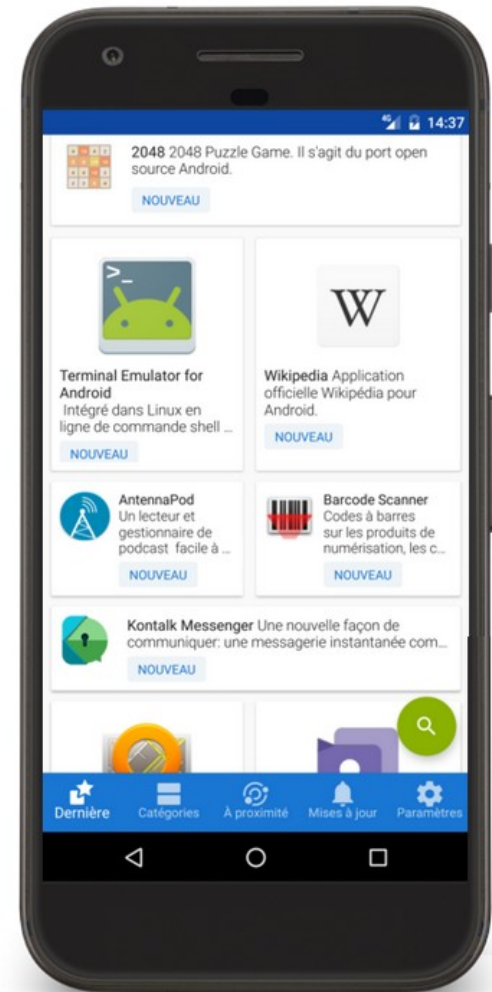 4G 14:37
2048 2048 Puzzle Game. Il s'agit du port open
source Android.
NOUVEAU
>_
Terminal Emulator for
Android
Intégré dans Linux en
ligne de commande shell ...
NOUVEAU
W
Wikipedia Application
officielle Wikipédia pour
Android.
NOUVEAU
AntennaPod
Un lecteur et
gestionnaire de
podcast facile à ...
NOUVEAU
Barcode Scanner
Codes à barres
sur les produits de
numérisation, les c...
NOUVEAU
Kontalk Messenger Une nouvelle façon de
communiquer: une messagerie instantanée com...
NOUVEAU
Dernière Catégories À proximité Mises à jour Paramètres